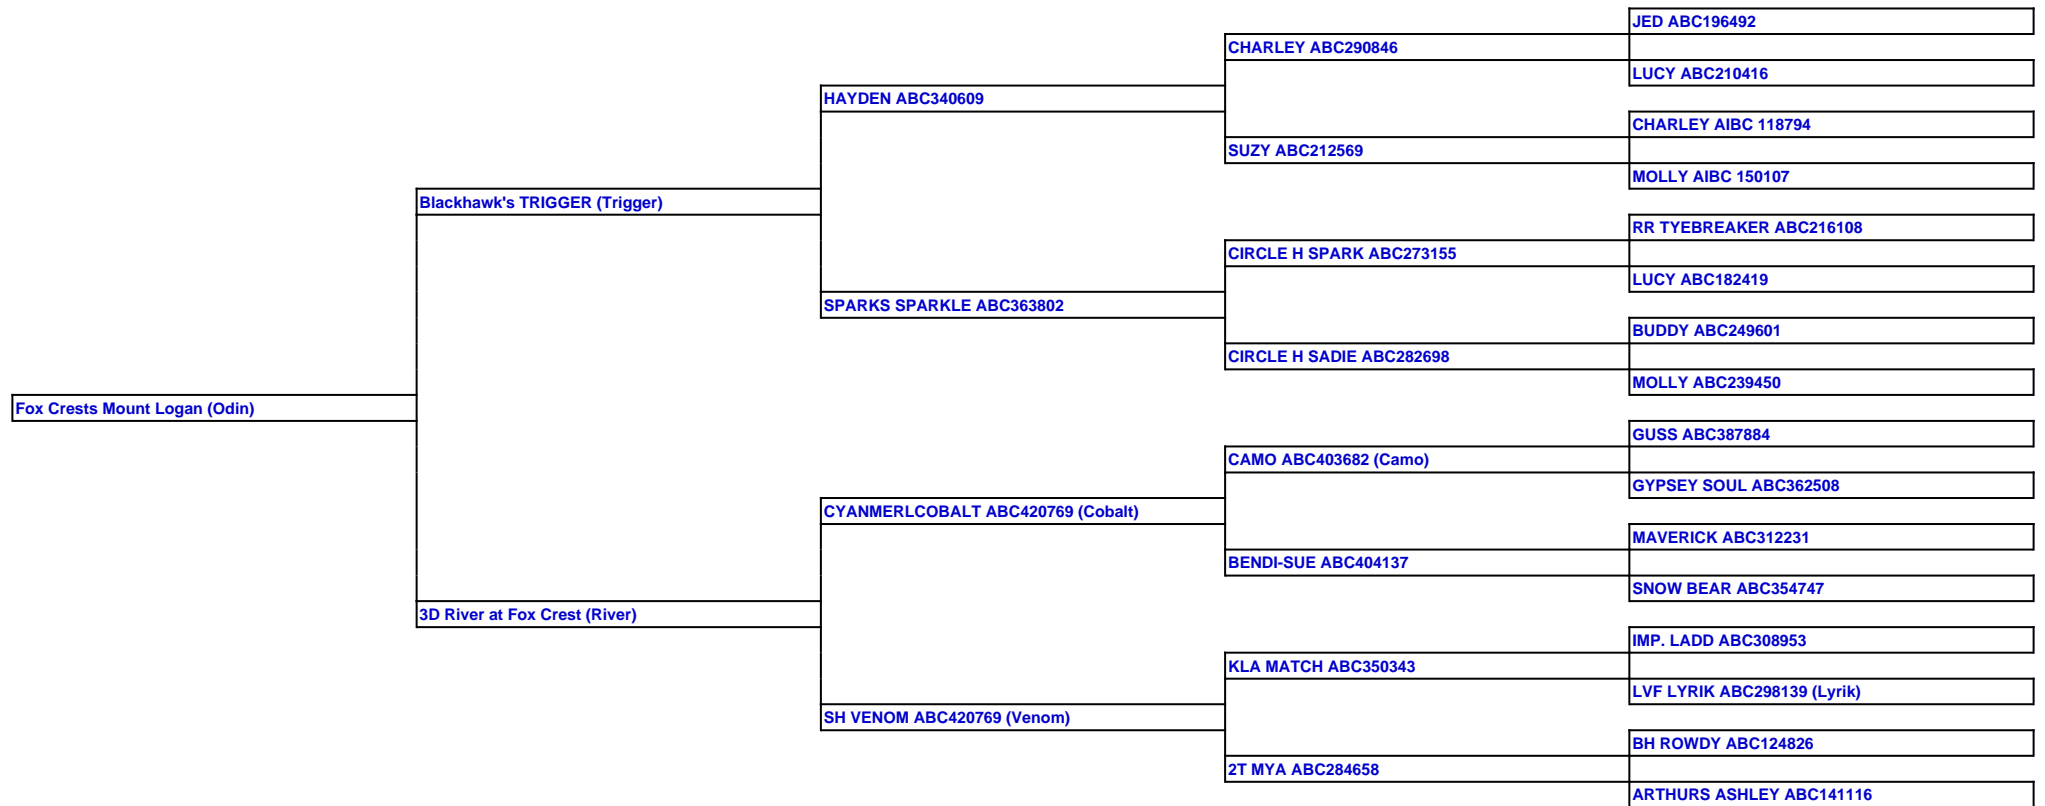 JED ABC196492
CHARLEY ABC290846
LUCY ABC210416
HAYDEN ABC340609
CHARLEY AIBC 118794
SUZY ABC212569
MOLLY AIBC 150107
Blackhawk's TRIGGER (Trigger)
RR TYEBREAKER ABC216108
CIRCLE H SPARK ABC273155
LUCY ABC182419
SPARKS SPARKLE ABC363802
BUDDY ABC249601
CIRCLE H SADIE ABC282698
MOLLY ABC239450
Fox Crests Mount Logan (Odin)
GUSS ABC387884
CAMO ABC403682 (Camo)
GYPSEY SOUL ABC362508
CYANMERLCOBALT ABC420769 (Cobalt)
MAVERICK ABC312231
BENDI-SUE ABC404137
SNOW BEAR ABC354747
3D River at Fox Crest (River)
IMP. LADD ABC308953
KLA MATCH ABC350343
LVF LYRIK ABC298139 (Lyrik)
SH VENOM ABC420769 (Venom)
BH ROWDY ABC124826
2T MYA ABC284658
ARTHURS ASHLEY ABC141116